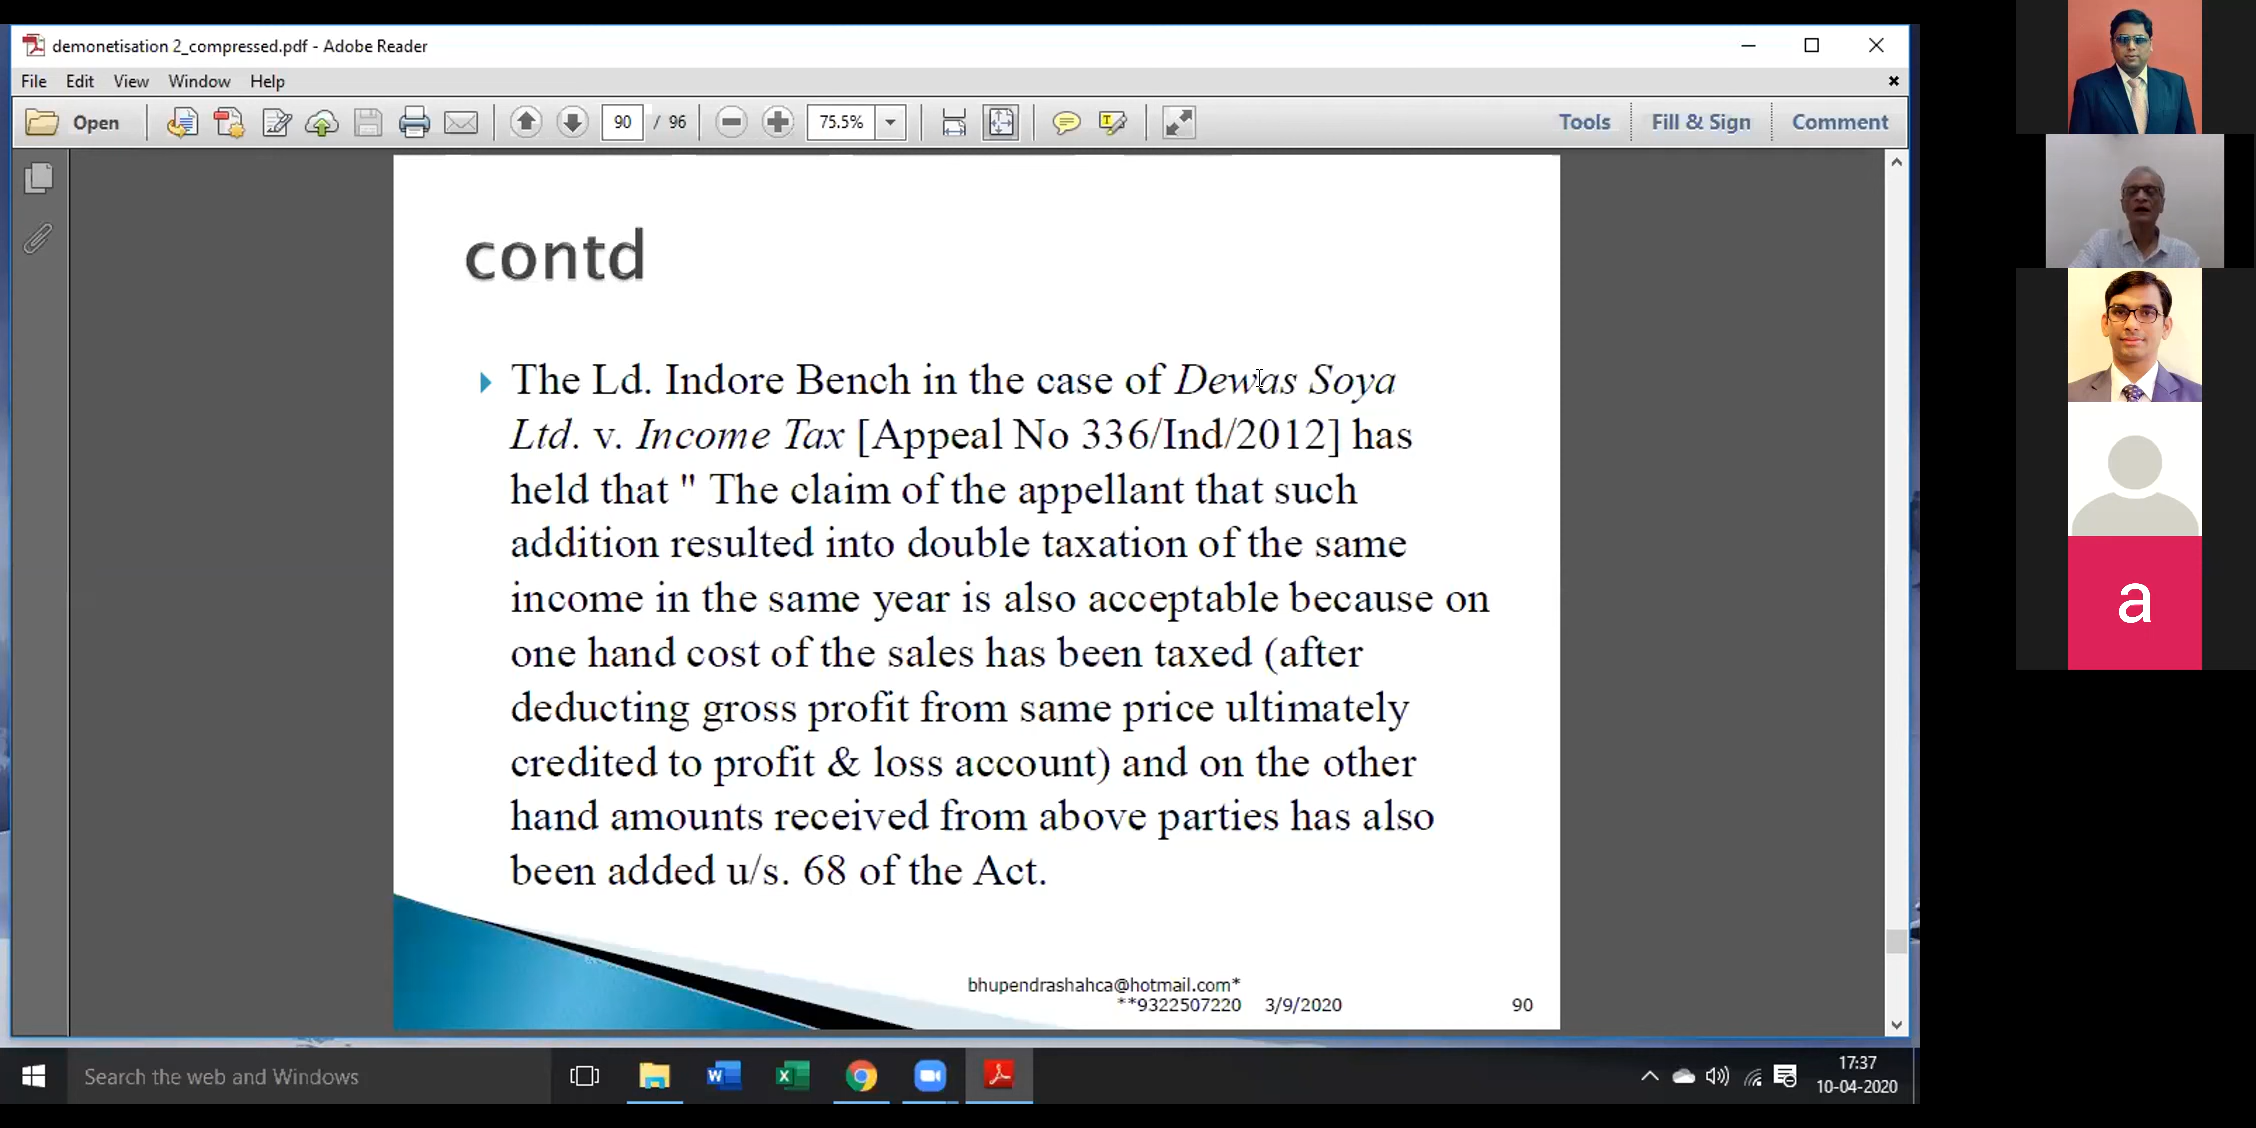 demonetisation 2_compressed.pdf - Adobe Reader
File Edit View Window Help
Open 90 / 96 75.5% Tools Fill & Sign Comment
contd
The Ld. Indore Bench in the case of Dewas Soya
Ltd. v. Income Tax [Appeal No 336/Ind/2012] has
held that " The claim of the appellant that such
addition resulted into double taxation of the same
income in the same year is also acceptable because on
one hand cost of the sales has been taxed (after
deducting gross profit from same price ultimately
credited to profit & loss account) and on the other
hand amounts received from above parties has also
been added u/s. 68 of the Act.
bhupendrashahca@hotmail.com*
**9322507220 3/9/2020 90
a
Search the web and Windows
17:37
10-04-2020